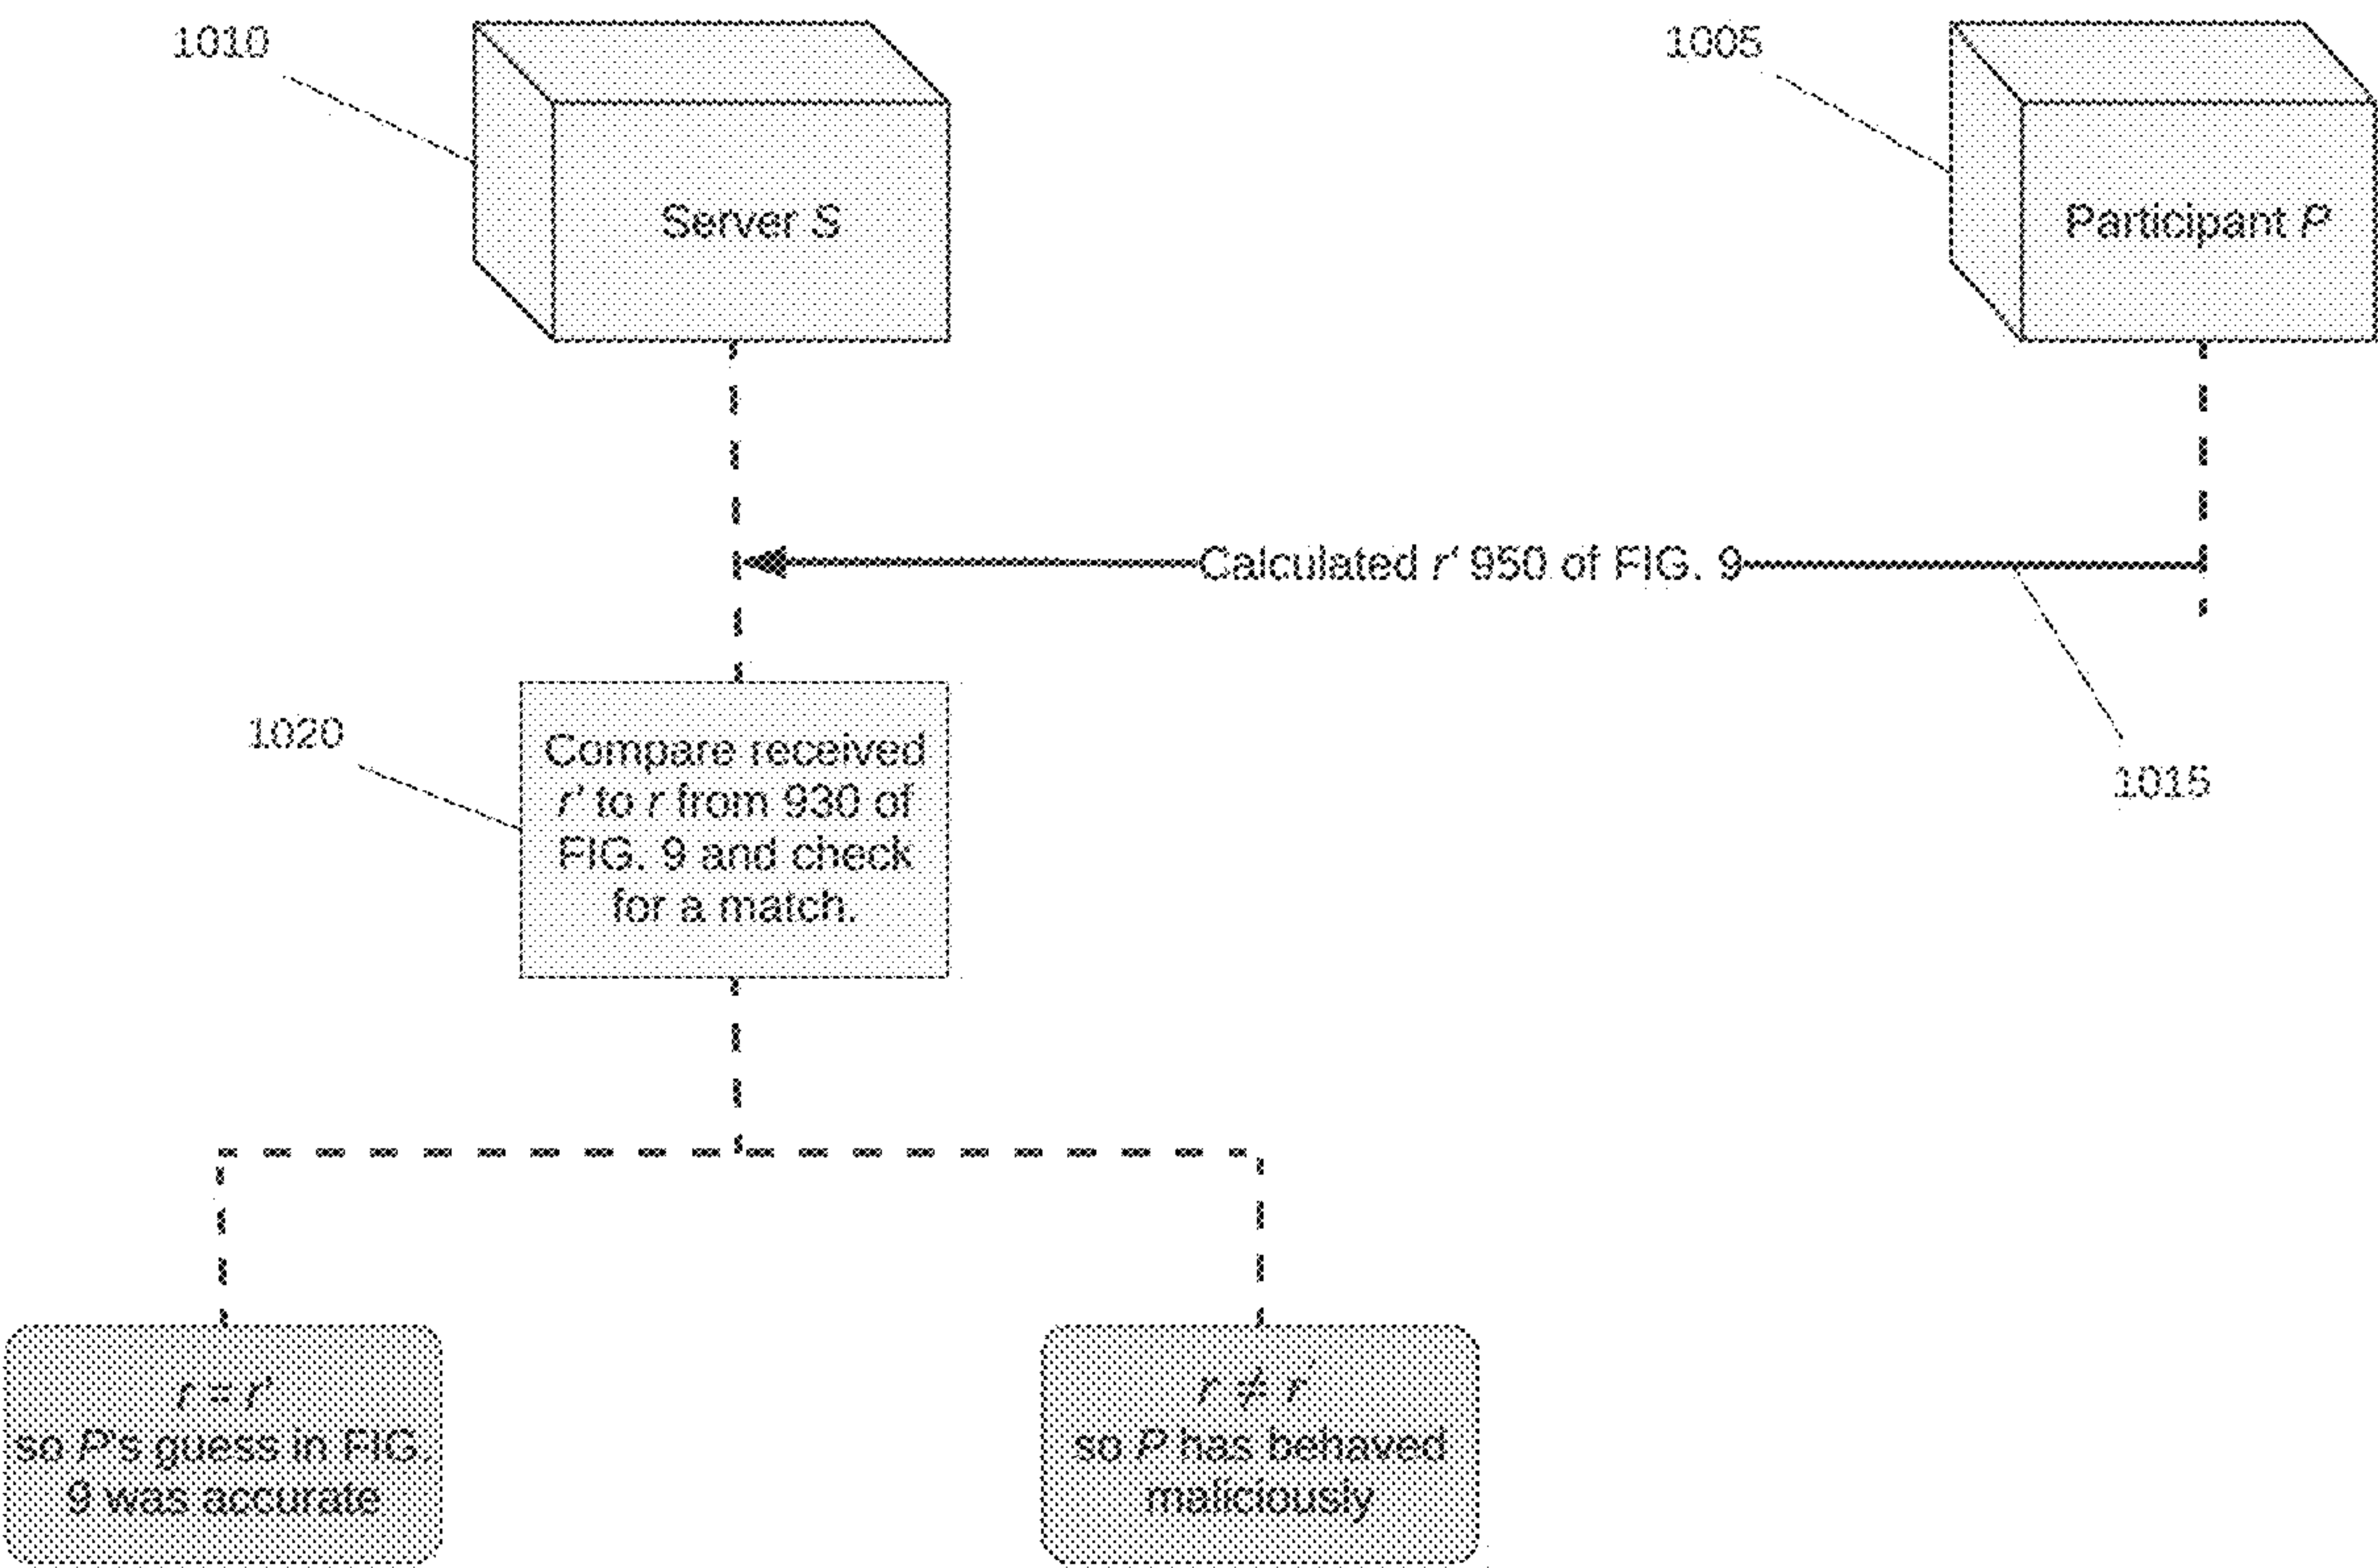 1010
1005
Server S
Participant P
Calculated r' 950 of FIG. 9
1020
Compare received
r' to r from 930 of
FIG. 9 and check
for a match.
1015
r = r'
so P's guess in FIG.
9 was accurate
r ≠ r'
so P has behaved
maliciously